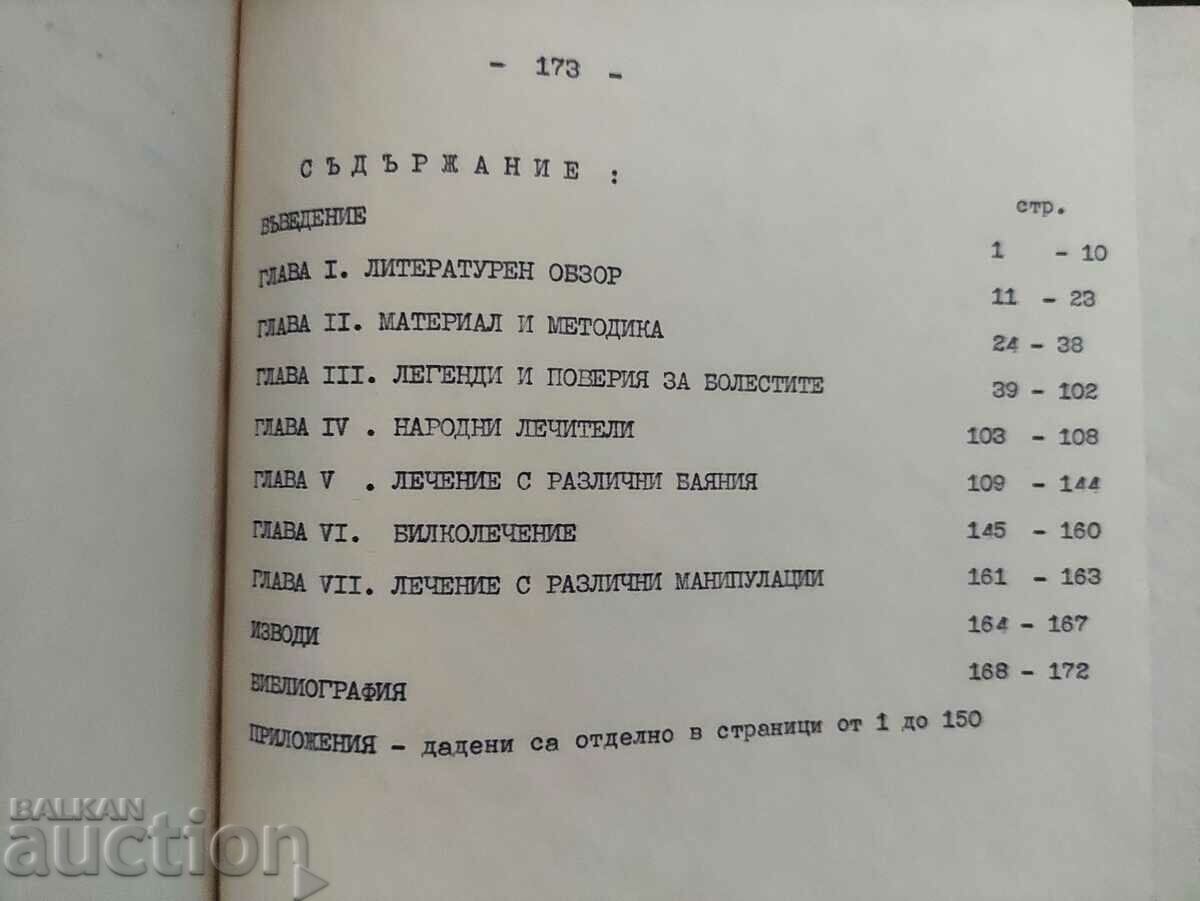 - 173 -
СЪДЪРЖАНИЕ:
стр.
ВЪВЕДЕНИЕ 1 - 10
ГЛАВА I. ЛИТЕРАТУРЕН ОБЗОР 11 - 23
ГЛАВА II. МАТЕРИАЛ И МЕТОДИКА 24 - 38
ГЛАВА III. ЛЕГЕНДИ И ПОВЕРИЯ ЗА БОЛЕСТИТЕ 39 - 102
ГЛАВА IV . НАРОДНИ ЛЕЧИТЕЛИ 103 - 108
ГЛАВА V . ЛЕЧЕНИЕ С РАЗЛИЧНИ БАЯНИЯ 109 - 144
ГЛАВА VI. БИЛКОЛЕЧЕНИЕ 145 - 160
ГЛАВА VII. ЛЕЧЕНИЕ С РАЗЛИЧНИ МАНИПУЛАЦИИ 161 - 163
ИЗВОДИ 164 - 167
БИБЛИОГРАФИЯ 168 - 172
ПРИЛОЖЕНИЯ - дадени са отделно в страници от 1 до 150
BALKAN
auction